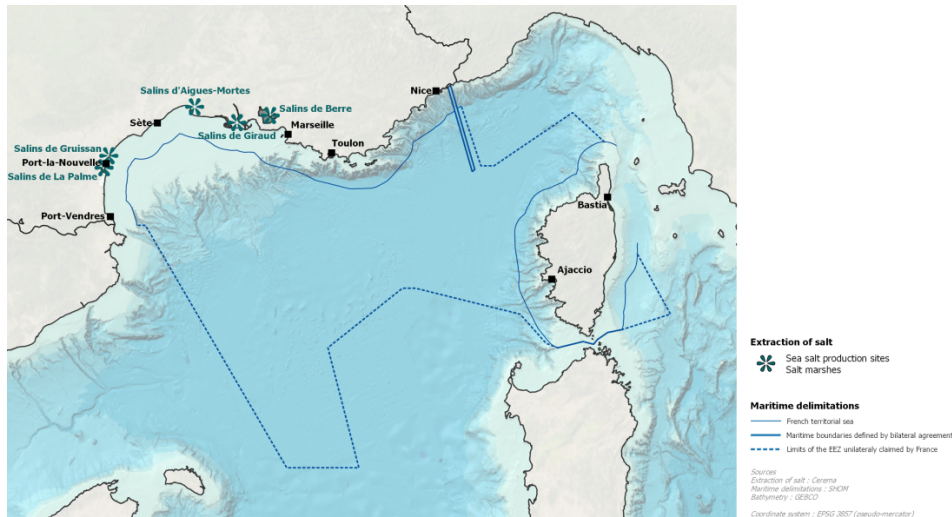 Salins d'Aigues-Mortes
Nice
Salins de Berre
Sète
Salins de Giraud
Marseille
Toulon
Salins de Gruissan
Port-la-Nouvelle
Salins de La Palme
Bastia
Port-Vendres
Ajaccio
Extraction of salt
Sea salt production sites
Salt marshes
Maritime delimitations
French territorial sea
Maritime boundaries defined by bilateral agreement
Limits of the EEZ unilateraly claimed by France
Sources
Extraction of salt : Cerema
Maritime delimitations : SHOM
Bathymetry : GEBCO
Coordinate system : EPSG 3857 (pseudo-mercator)